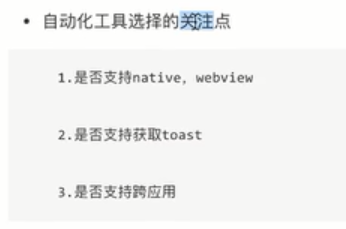 • 自动化工具选择的关注点
1.是否支持native，webview
2.是否支持获取toast
3.是否支持跨应用